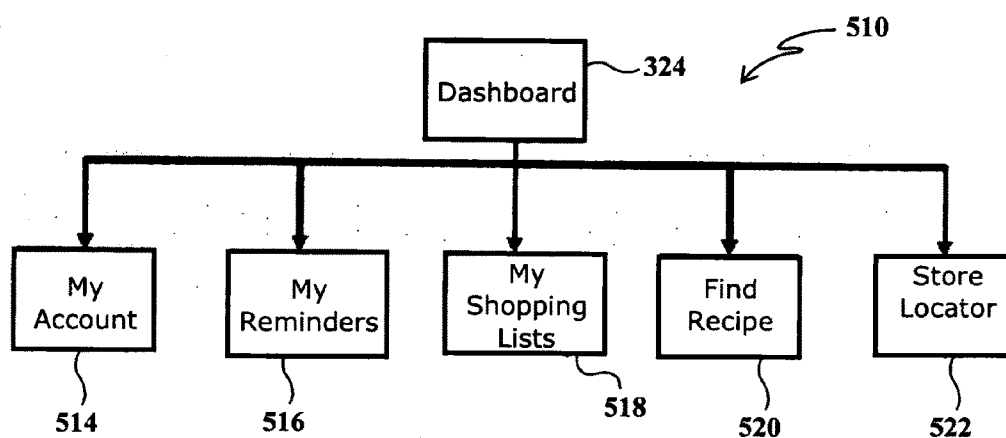 510
324
Dashboard
My
Account
My
Reminders
My
Shopping
Lists
Find
Recipe
Store
Locator
514
516
518
520
522